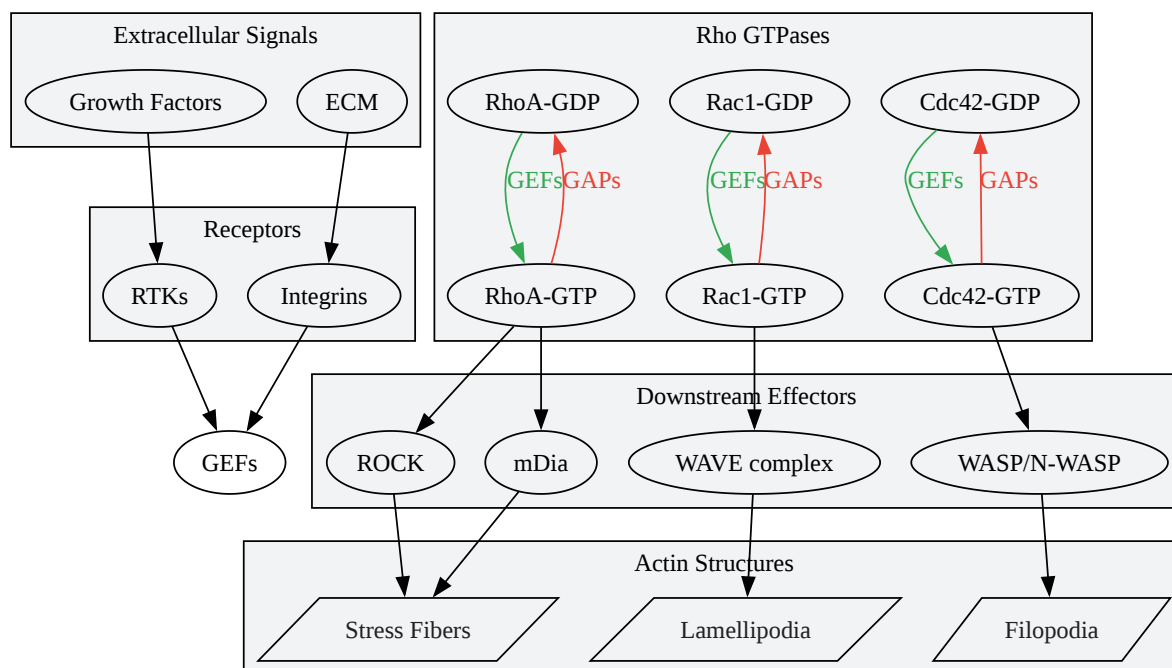 Extracellular Signals
Rho GTPases
Growth Factors
ECM
RhoA-GDP
Rac1-GDP
Cdc42-GDP
GEFs
GAPs
GEFs
GAPs
GEFs
GAPs
Receptors
RTKs
Integrins
RhoA-GTP
Rac1-GTP
Cdc42-GTP
Downstream Effectors
GEFs
ROCK
mDia
WAVE complex
WASP/N-WASP
Actin Structures
Stress Fibers
Lamellipodia
Filopodia